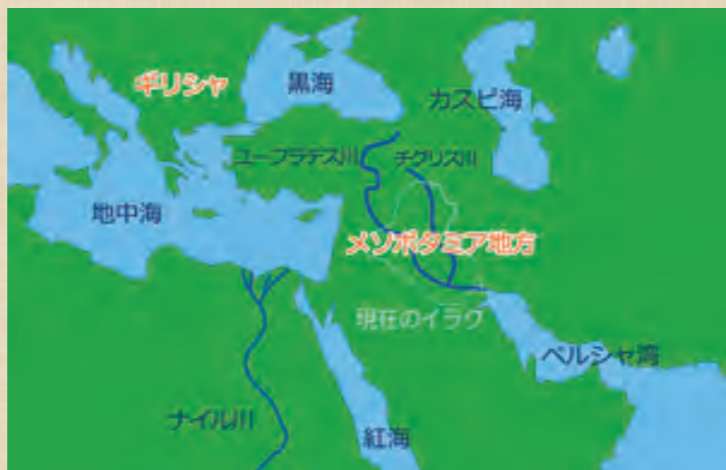 ギリシャ
黒海
カスピ海
ユーフラテス川
チグリス川
地中海
メソポタミア地方
現在のイラク
ペルシャ湾
ナイル川
紅海